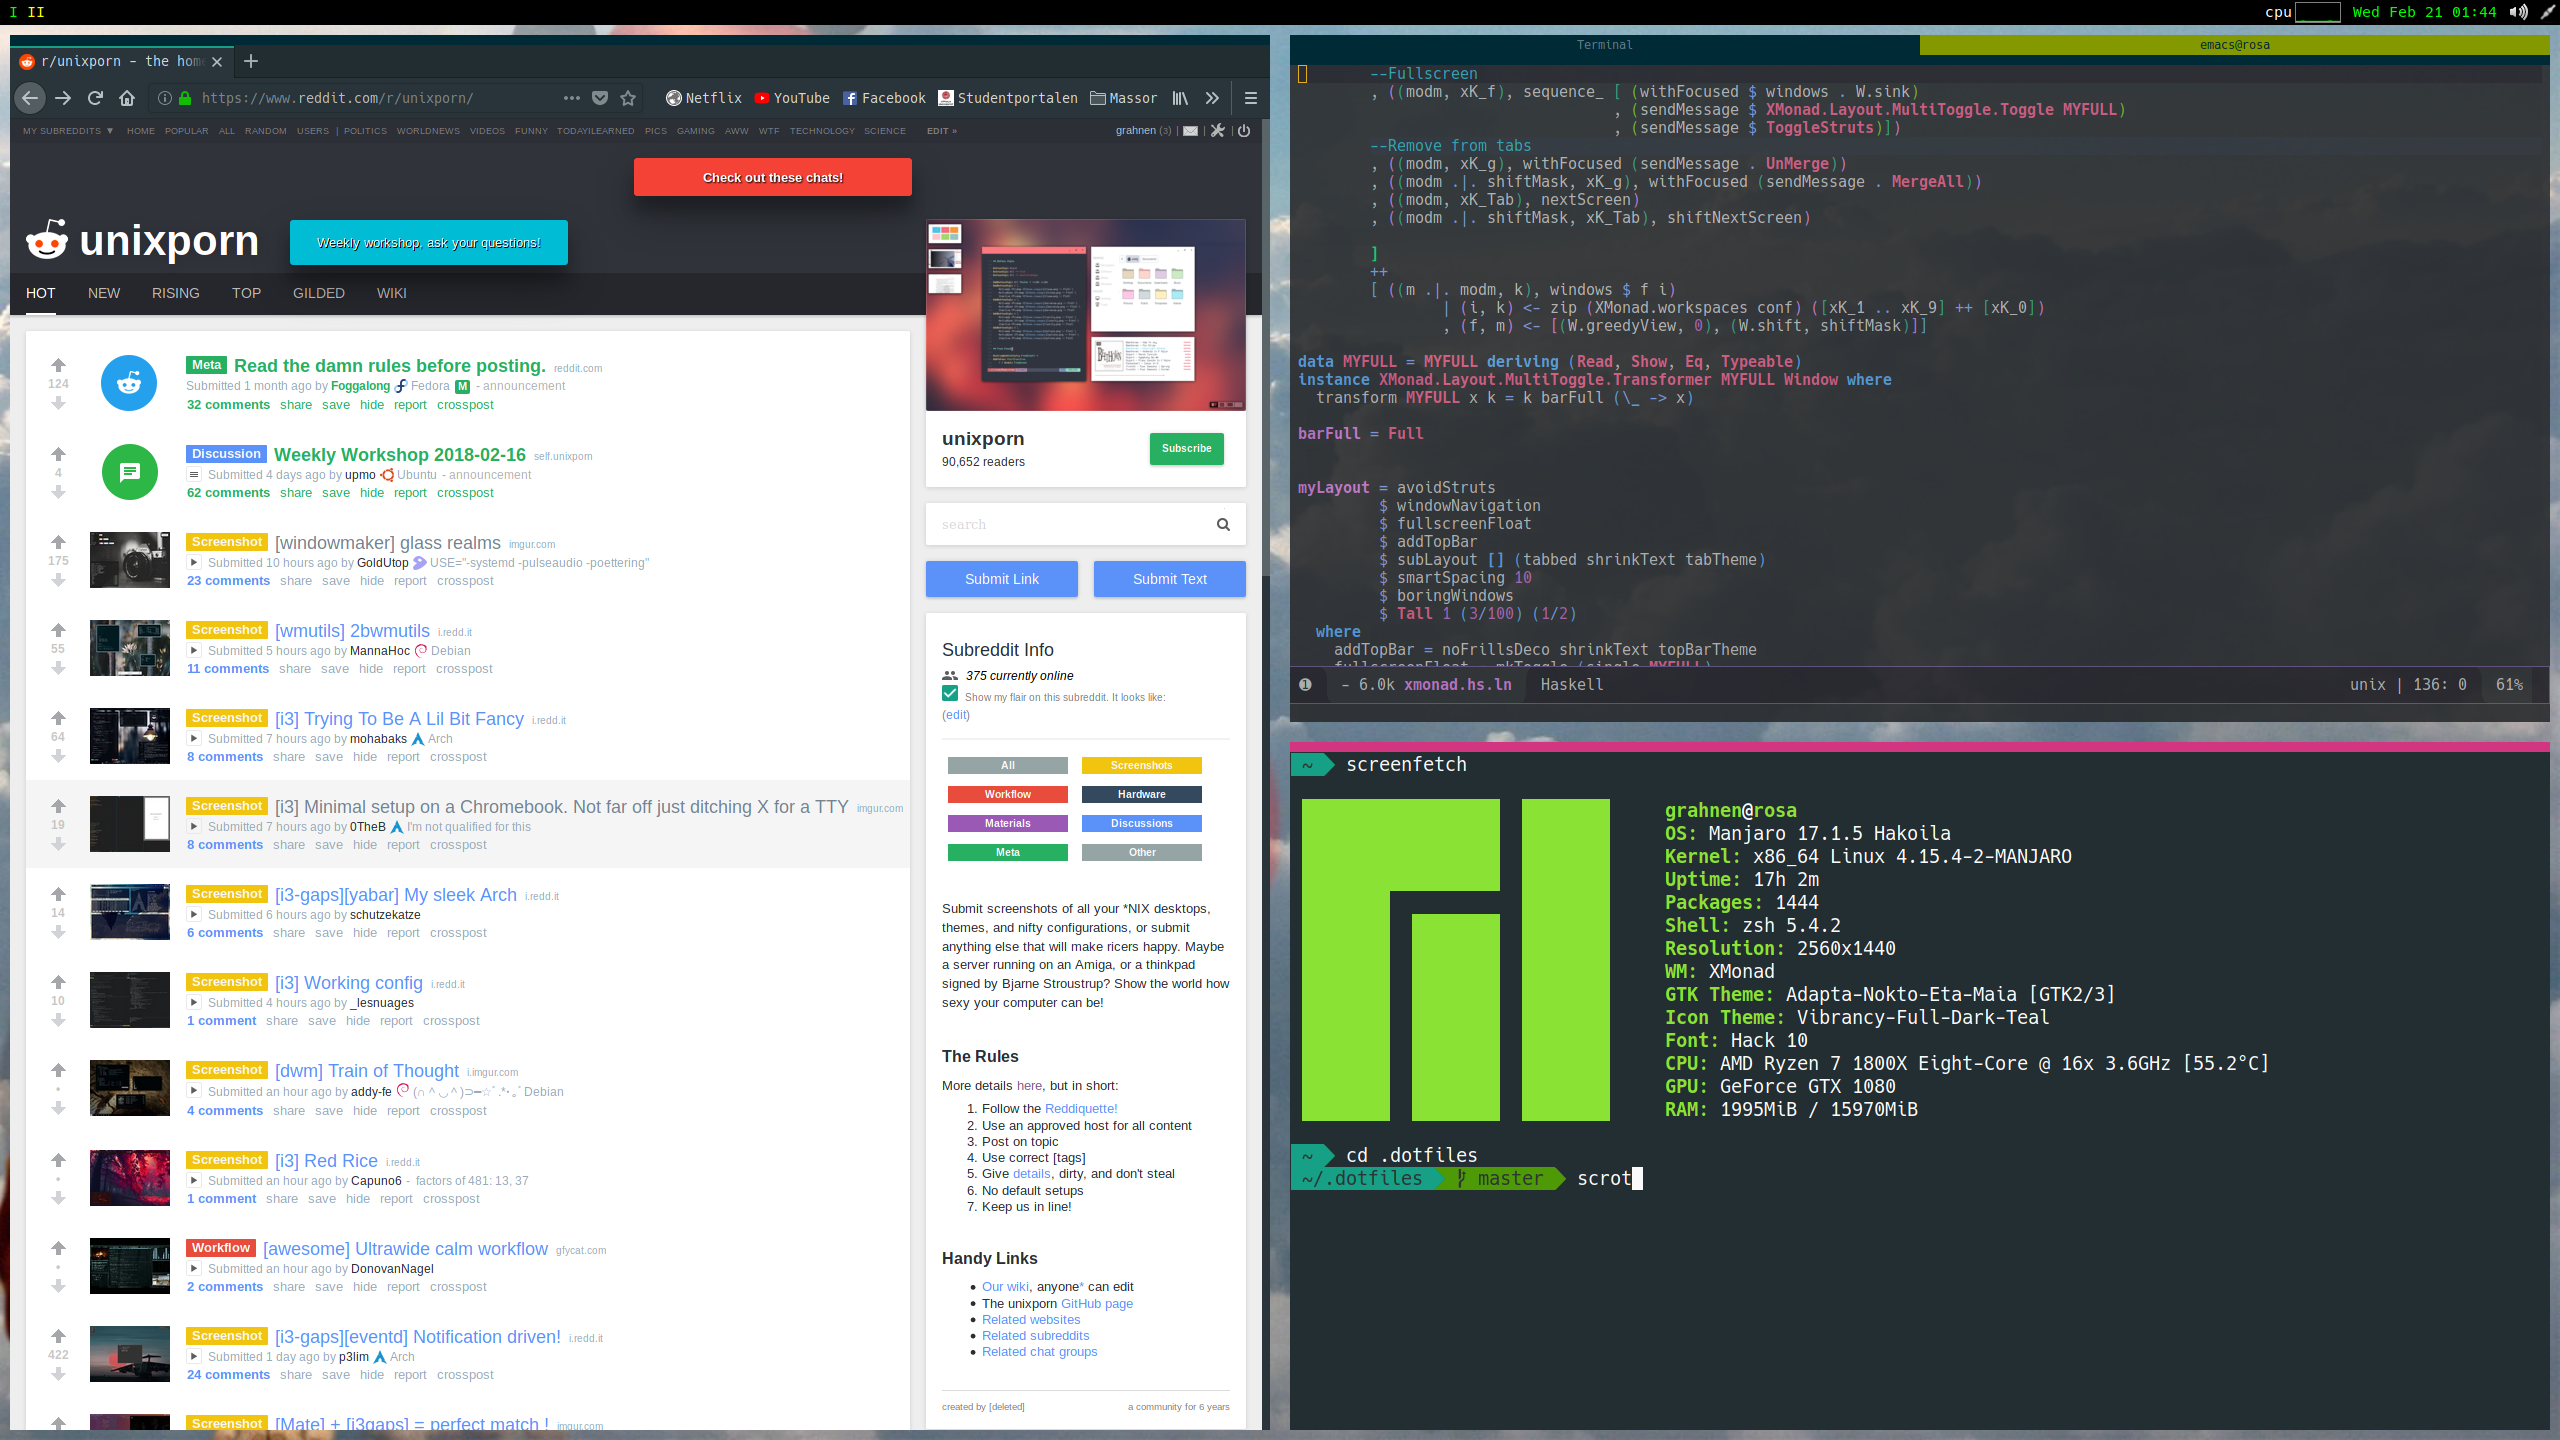 I II
cpu
Wed Feb 21 01:44
r/unixporn - the hom
https://www.reddit.com/r/unixporn/
Netflix YouTube Facebook Studentportalen Massor
MY SUBREDDITS ▼ HOME POPULAR ALL RANDOM USERS | POLITICS WORLDNEWS VIDEOS FUNNY TODAYILEARNED PICS GAMING AWW WTF TECHNOLOGY SCIENCE EDIT »
grahnen (3) | | |
Check out these chats!
unixporn
Weekly workshop, ask your questions!
HOT NEW RISING TOP GILDED WIKI
124
Meta Read the damn rules before posting. reddit.com
Submitted 1 month ago by Foggalong Fedora M - announcement
32 comments share save hide report crosspost
4
Discussion Weekly Workshop 2018-02-16 self.unixporn
Submitted 4 days ago by upmo Ubuntu - announcement
62 comments share save hide report crosspost
175
Screenshot [windowmaker] glass realms imgur.com
Submitted 10 hours ago by GoldUtop USE="-systemd -pulseaudio -poettering"
23 comments share save hide report crosspost
55
Screenshot [wmutils] 2bwmutils i.redd.it
Submitted 5 hours ago by MannaHoc Debian
11 comments share save hide report crosspost
64
Screenshot [i3] Trying To Be A Lil Bit Fancy i.redd.it
Submitted 7 hours ago by mohabaks Arch
8 comments share save hide report crosspost
19
Screenshot [i3] Minimal setup on a Chromebook. Not far off just ditching X for a TTY imgur.com
Submitted 7 hours ago by 0TheB I'm not qualified for this
8 comments share save hide report crosspost
14
Screenshot [i3-gaps][yabar] My sleek Arch i.redd.it
Submitted 6 hours ago by schutzekatze
6 comments share save hide report crosspost
10
Screenshot [i3] Working config i.redd.it
Submitted 4 hours ago by _lesnuages
1 comment share save hide report crosspost
•
Screenshot [dwm] Train of Thought i.imgur.com
Submitted an hour ago by addy-fe Debian
4 comments share save hide report crosspost
•
Screenshot [i3] Red Rice i.redd.it
Submitted an hour ago by Capuno6 - factors of 481: 13, 37
1 comment share save hide report crosspost
•
Workflow [awesome] Ultrawide calm workflow gfycat.com
Submitted an hour ago by DonovanNagel
2 comments share save hide report crosspost
422
Screenshot [i3-gaps][eventd] Notification driven! i.redd.it
Submitted 1 day ago by p3lim Arch
24 comments share save hide report crosspost
Screenshot [Mate] + [i3gaps] = perfect match ! imgur.com
unixporn
90,652 readers
Subscribe
search
Submit Link Submit Text
Subreddit Info
375 currently online
Show my flair on this subreddit. It looks like:
(edit)
All Screenshots
Workflow Hardware
Materials Discussions
Meta Other
Submit screenshots of all your *NIX desktops,
themes, and nifty configurations, or submit
anything else that will make ricers happy. Maybe
a server running on an Amiga, or a thinkpad
signed by Bjarne Stroustrup? Show the world how
sexy your computer can be!
The Rules
More details here, but in short:
1. Follow the Reddiquette!
2. Use an approved host for all content
3. Post on topic
4. Use correct [tags]
5. Give details, dirty, and don't steal
6. No default setups
7. Keep us in line!
Handy Links
• Our wiki, anyone* can edit
• The unixporn GitHub page
• Related websites
• Related subreddits
• Related chat groups
created by [deleted] a community for 6 years
Terminal emacs@rosa
--Fullscreen
, ((modm, xK_f), sequence_ [ (withFocused $ windows . W.sink)
, (sendMessage $ XMonad.Layout.MultiToggle.Toggle MYFULL)
, (sendMessage $ ToggleStruts)])
--Remove from tabs
, ((modm, xK_g), withFocused (sendMessage . UnMerge))
, ((modm .|. shiftMask, xK_g), withFocused (sendMessage . MergeAll))
, ((modm, xK_Tab), nextScreen)
, ((modm .|. shiftMask, xK_Tab), shiftNextScreen)
]
++
[ ((m .|. modm, k), windows $ f i)
| (i, k) <- zip (XMonad.workspaces conf) ([xK_1 .. xK_9] ++ [xK_0])
, (f, m) <- [(W.greedyView, 0), (W.shift, shiftMask)]]
data MYFULL = MYFULL deriving (Read, Show, Eq, Typeable)
instance XMonad.Layout.MultiToggle.Transformer MYFULL Window where
transform MYFULL x k = k barFull (\_ -> x)
barFull = Full
myLayout = avoidStruts
$ windowNavigation
$ fullscreenFloat
$ addTopBar
$ subLayout [] (tabbed shrinkText tabTheme)
$ smartSpacing 10
$ boringWindows
$ Tall 1 (3/100) (1/2)
where
addTopBar = noFrillsDeco shrinkText topBarTheme
fullscreenFloat = mkToggle (single MYFULL)
❶ - 6.0k xmonad.hs.ln Haskell unix | 136: 0 61%
~ screenfetch
grahnen@rosa
OS: Manjaro 17.1.5 Hakoila
Kernel: x86_64 Linux 4.15.4-2-MANJARO
Uptime: 17h 2m
Packages: 1444
Shell: zsh 5.4.2
Resolution: 2560x1440
WM: XMonad
GTK Theme: Adapta-Nokto-Eta-Maia [GTK2/3]
Icon Theme: Vibrancy-Full-Dark-Teal
Font: Hack 10
CPU: AMD Ryzen 7 1800X Eight-Core @ 16x 3.6GHz [55.2°C]
GPU: GeForce GTX 1080
RAM: 1995MiB / 15970MiB
~ cd .dotfiles
~/.dotfiles master scrot